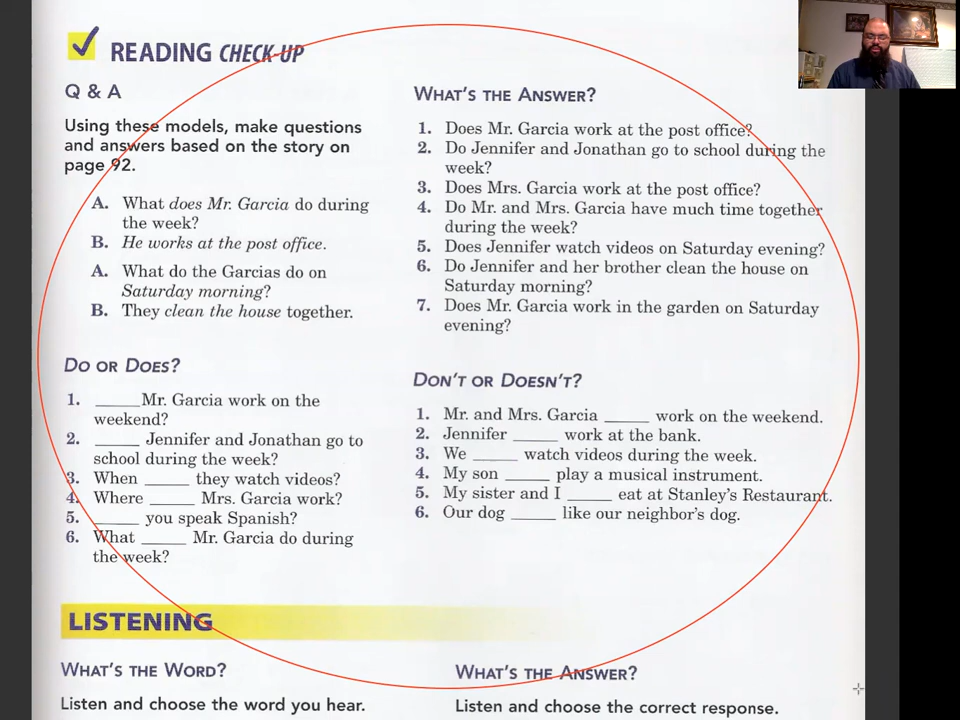 READING CHECK-UP
Q & A
Using these models, make questions
and answers based on the story on
page 92.
A. What does Mr. Garcia do during
the week?
B. He works at the post office.
A. What do the Garcias do on
Saturday morning?
B. They clean the house together.
DO OR DOES?
1. _____ Mr. Garcia work on the
weekend?
2. _____ Jennifer and Jonathan go to
school during the week?
3. When _____ they watch videos?
4. Where _____ Mrs. Garcia work?
5. _____ you speak Spanish?
6. What _____ Mr. Garcia do during
the week?
WHAT'S THE ANSWER?
1. Does Mr. Garcia work at the post office?
2. Do Jennifer and Jonathan go to school during the
week?
3. Does Mrs. Garcia work at the post office?
4. Do Mr. and Mrs. Garcia have much time together
during the week?
5. Does Jennifer watch videos on Saturday evening?
6. Do Jennifer and her brother clean the house on
Saturday morning?
7. Does Mr. Garcia work in the garden on Saturday
evening?
DON'T OR DOESN'T?
1. Mr. and Mrs. Garcia _____ work on the weekend.
2. Jennifer _____ work at the bank.
3. We _____ watch videos during the week.
4. My son _____ play a musical instrument.
5. My sister and I _____ eat at Stanley's Restaurant.
6. Our dog _____ like our neighbor's dog.
LISTENING
WHAT'S THE WORD?
Listen and choose the word you hear.
WHAT'S THE ANSWER?
Listen and choose the correct response.